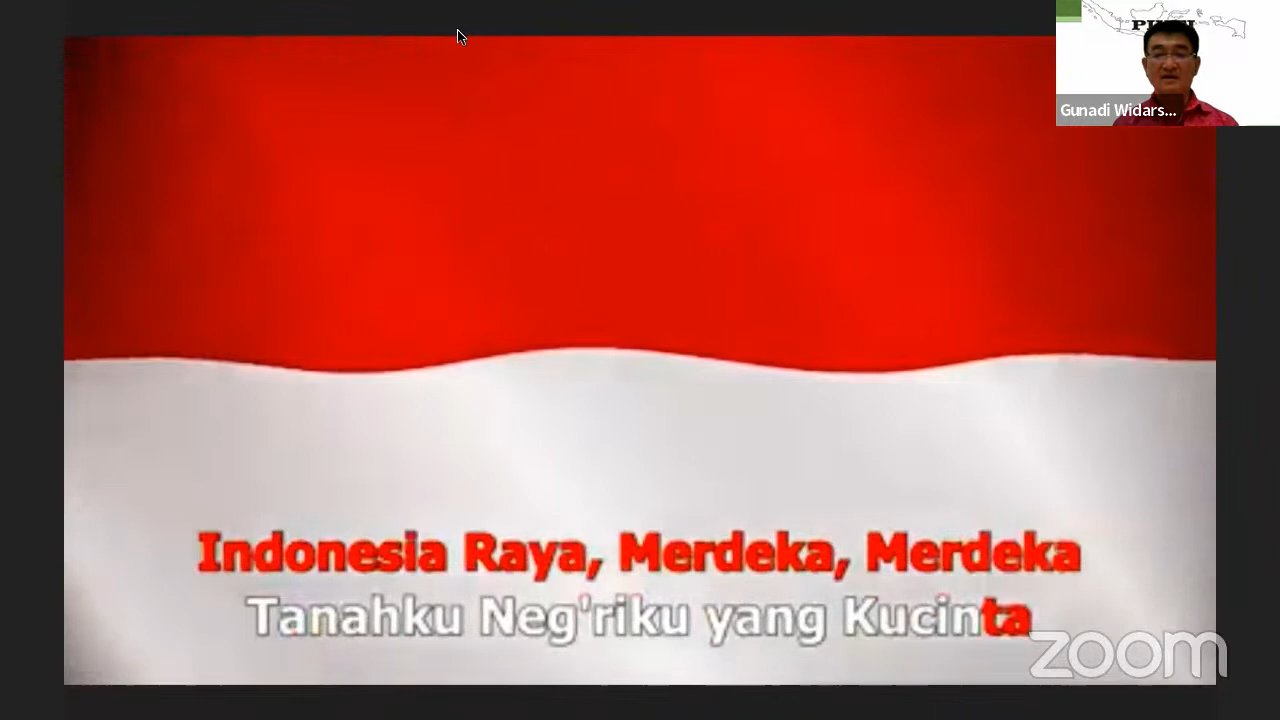 Gunadi Widars...
Indonesia Raya, Merdeka, Merdeka
Tanahku Neg'riku yang Kucinta
zoom